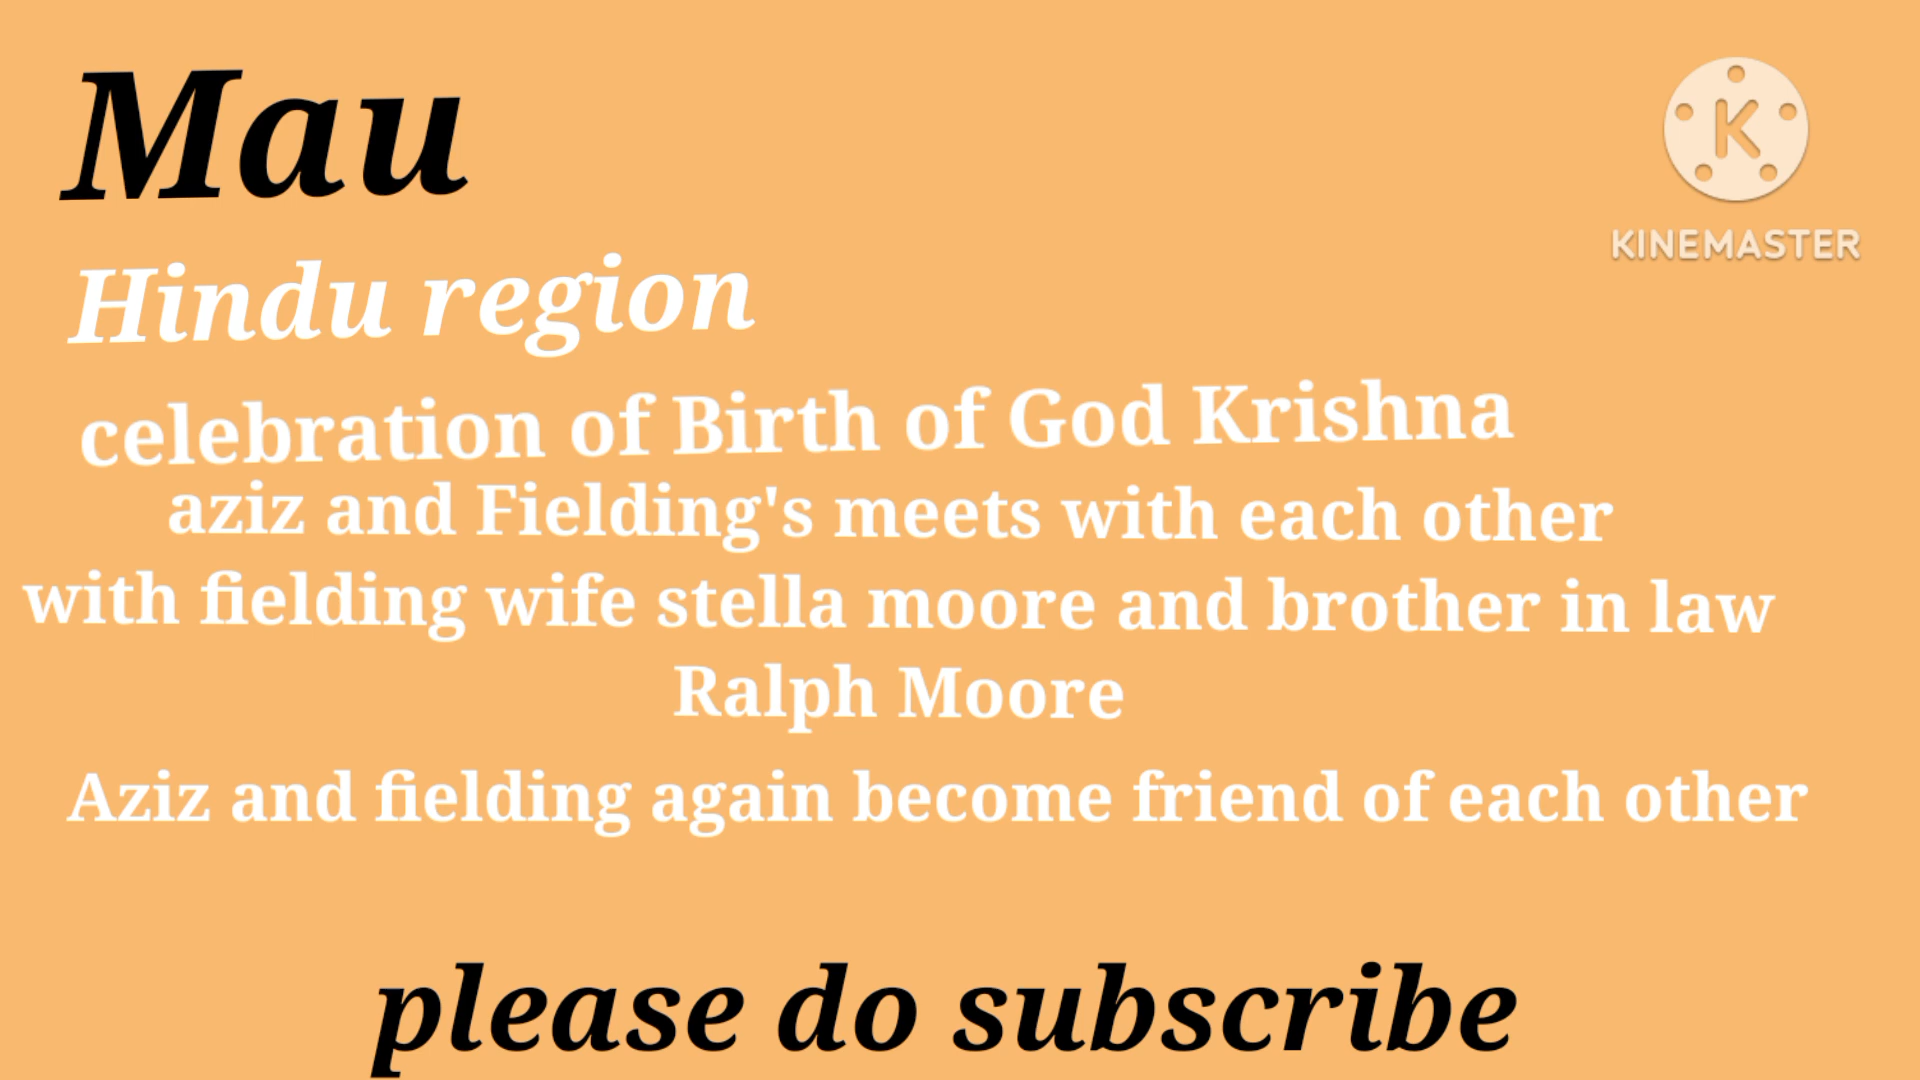 Mau
K
KINEMASTER
Hindu region
celebration of Birth of God Krishna
aziz and Fielding's meets with each other
with fielding wife stella moore and brother in law
Ralph Moore
Aziz and fielding again become friend of each other
please do subscribe